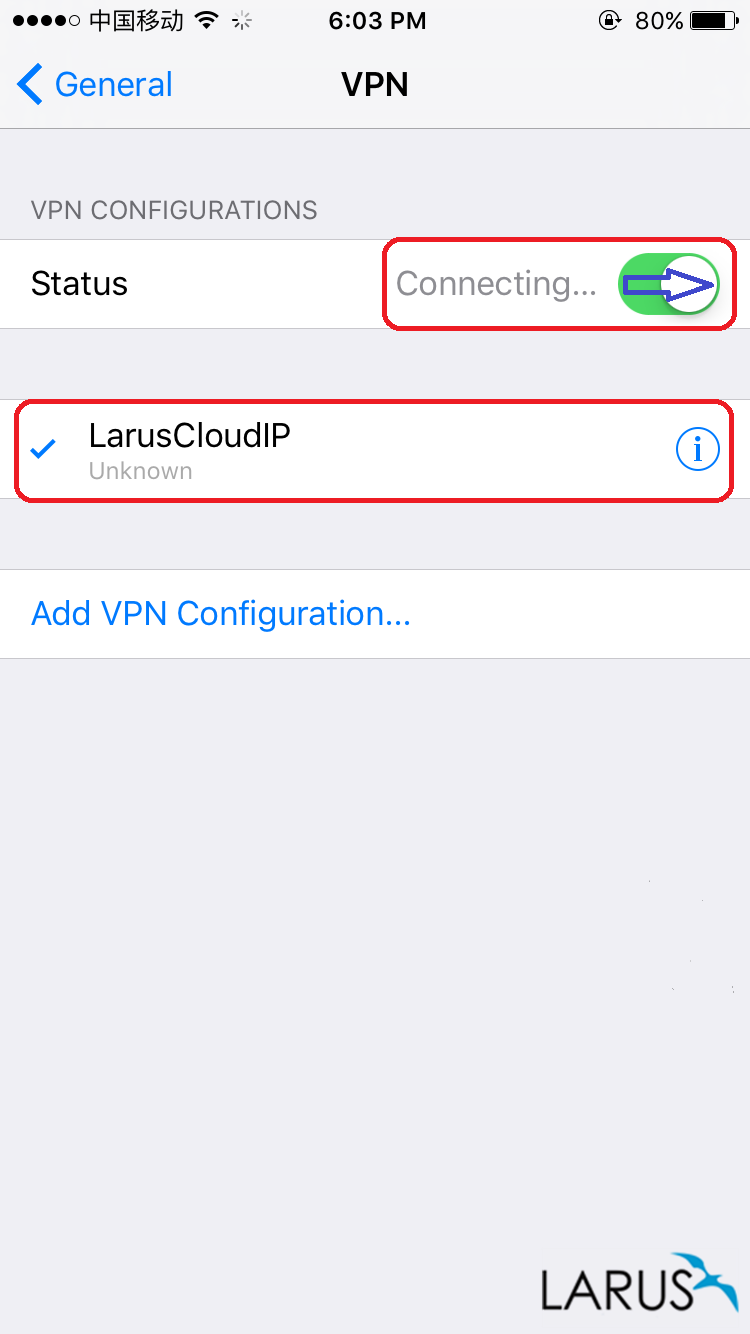 中国移动 6:03 PM 80%
General VPN
VPN CONFIGURATIONS
Status Connecting...
LarusCloudIP
Unknown
Add VPN Configuration...
LARUS